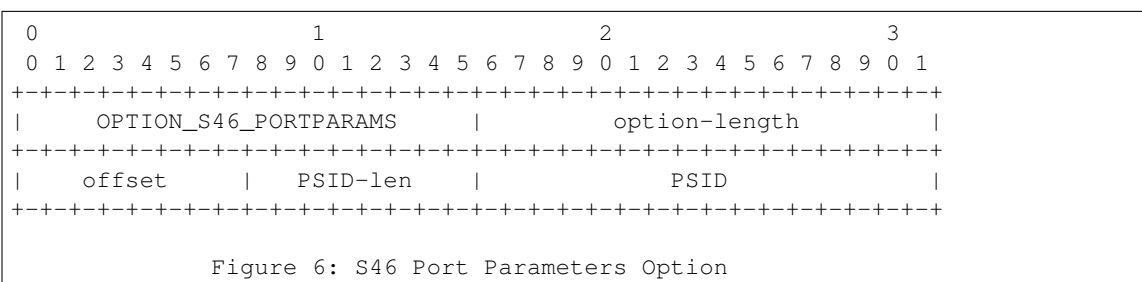 0                   1                   2                   3
 0 1 2 3 4 5 6 7 8 9 0 1 2 3 4 5 6 7 8 9 0 1 2 3 4 5 6 7 8 9 0 1
+-+-+-+-+-+-+-+-+-+-+-+-+-+-+-+-+-+-+-+-+-+-+-+-+-+-+-+-+-+-+-+-+
|     OPTION_S46_PORTPARAMS     |         option-length         |
+-+-+-+-+-+-+-+-+-+-+-+-+-+-+-+-+-+-+-+-+-+-+-+-+-+-+-+-+-+-+-+-+
|    offset     |   PSID-len    |             PSID              |
+-+-+-+-+-+-+-+-+-+-+-+-+-+-+-+-+-+-+-+-+-+-+-+-+-+-+-+-+-+-+-+-+
Figure 6: S46 Port Parameters Option